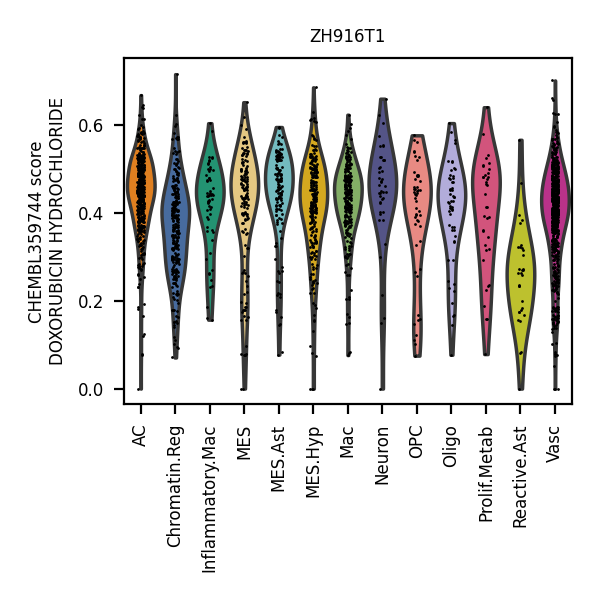 ZH916T1
CHEMBL359744 score
DOXORUBICIN HYDROCHLORIDE
0.6
0.4
0.2
0.0
AC
Chromatin.Reg
Inflammatory.Mac
MES
MES.Ast
MES.Hyp
Mac
Neuron
OPC
Oligo
Prolif.Metab
Reactive.Ast
Vasc